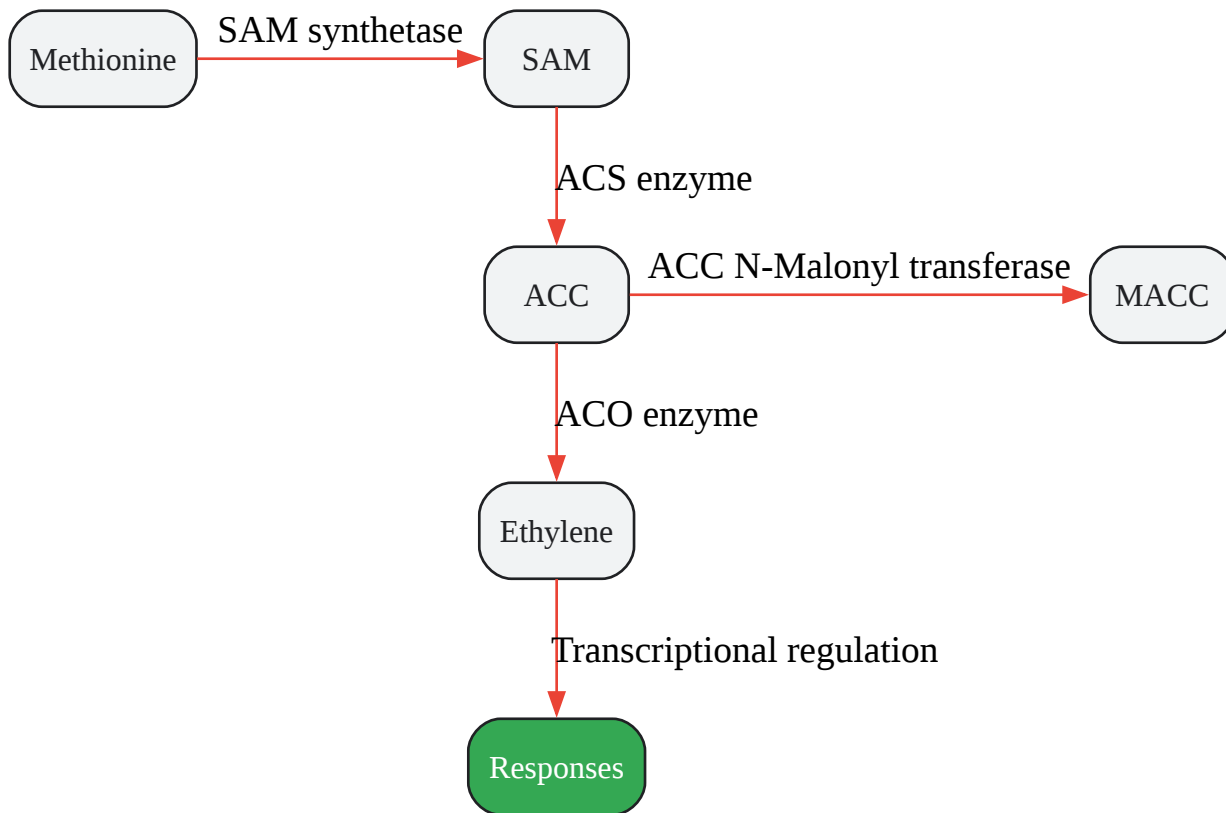 SAM synthetase
Methionine
SAM
ACS enzyme
ACC N-Malonyl transferase
ACC
MACC
ACO enzyme
Ethylene
Transcriptional regulation
Responses